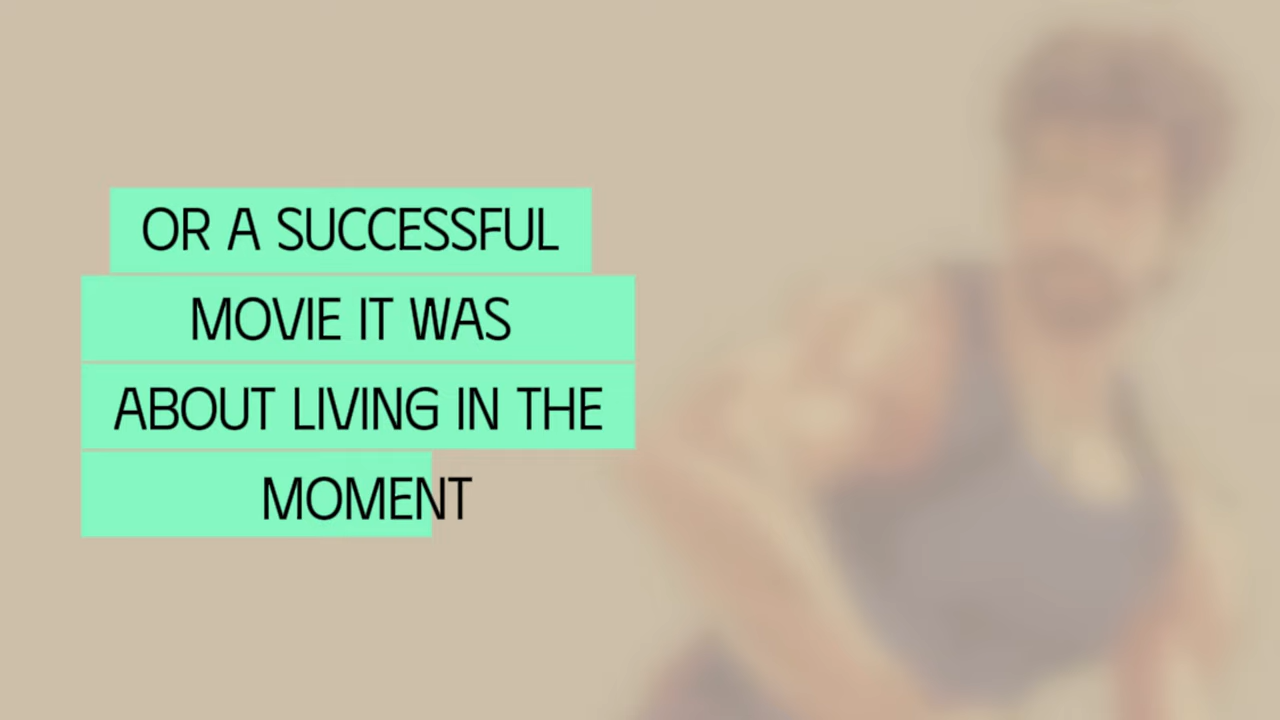 OR A SUCCESSFUL
MOVIE IT WAS
ABOUT LIVING IN THE
MOMENT